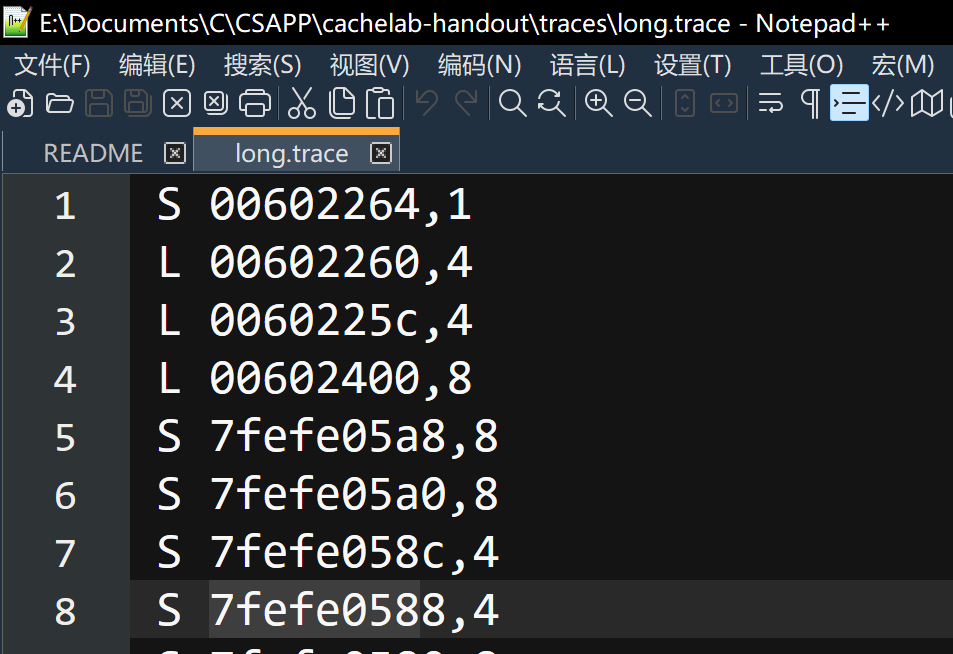 E:\Documents\C\CSAPP\cachelab-handout\traces\long.trace - Notepad++
文件(F) 编辑(E) 搜索(S) 视图(V) 编码(N) 语言(L) 设置(T) 工具(O) 宏(M)
README long.trace
1 S 00602264,1
2 L 00602260,4
3 L 0060225c,4
4 L 00602400,8
5 S 7fefe05a8,8
6 S 7fefe05a0,8
7 S 7fefe058c,4
8 S 7fefe0588,4